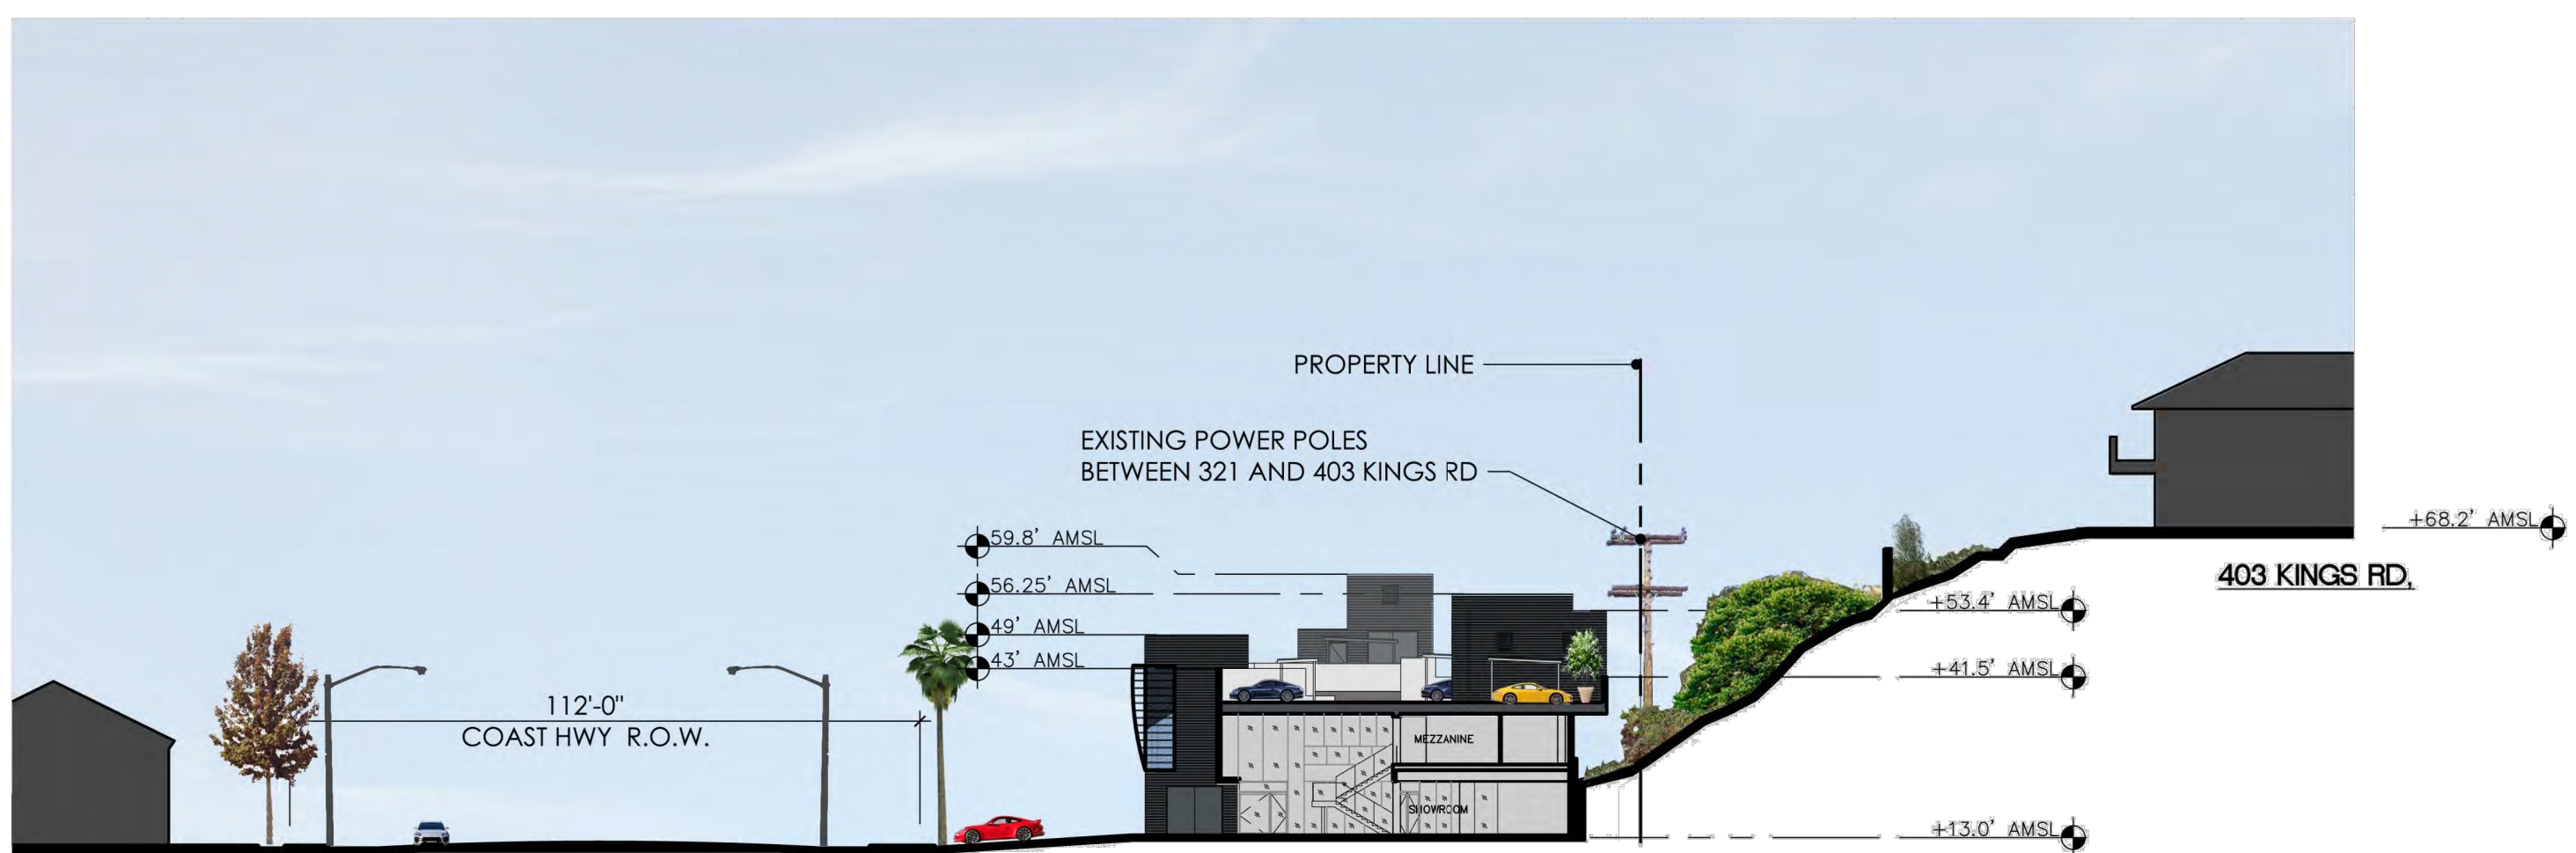 PROPERTY LINE
EXISTING POWER POLES
BETWEEN 321 AND 403 KINGS RD
59.8' AMSL
56.25' AMSL
49' AMSL
43' AMSL
112'-0"
COAST HWY R.O.W.
MEZZANINE
SHOWROOM
+68.2' AMSL
403 KINGS RD,
+53.4' AMSL
+41.5' AMSL
+13.0' AMSL